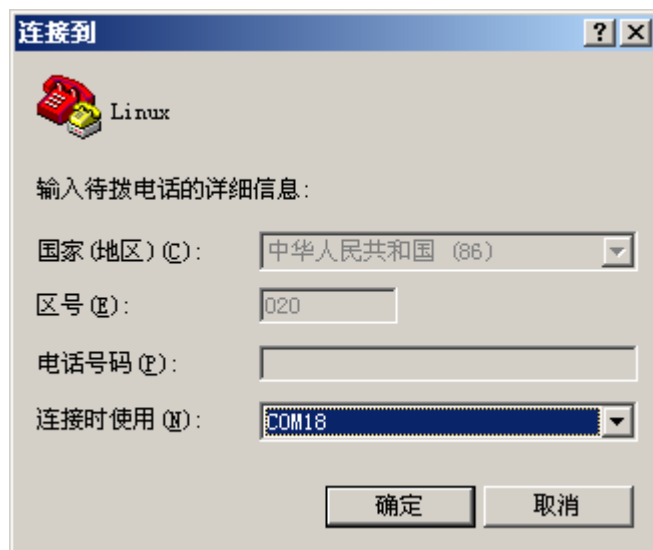 连接到
Linux
输入待拨电话的详细信息:
国家(地区)(C): 中华人民共和国 (86)
区号(E): 020
电话号码(P):
连接时使用(N): COM18
确定 取消